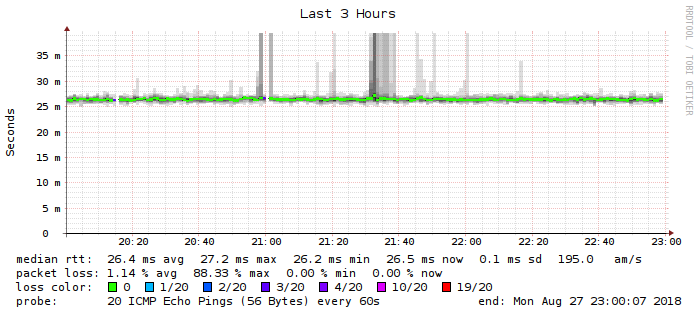 Last 3 Hours
RRDTOOL / TOBI OETIKER
Seconds
35 m
30 m
25 m
20 m
15 m
10 m
5 m
0
20:20 20:40 21:00 21:20 21:40 22:00 22:20 22:40 23:00
median rtt: 26.4 ms avg 27.2 ms max 26.2 ms min 26.5 ms now 0.1 ms sd 195.0 am/s
packet loss: 1.14 % avg 88.33 % max 0.00 % min 0.00 % now
loss color: 0 1/20 2/20 3/20 4/20 10/20 19/20
probe: 20 ICMP Echo Pings (56 Bytes) every 60s end: Mon Aug 27 23:00:07 2018